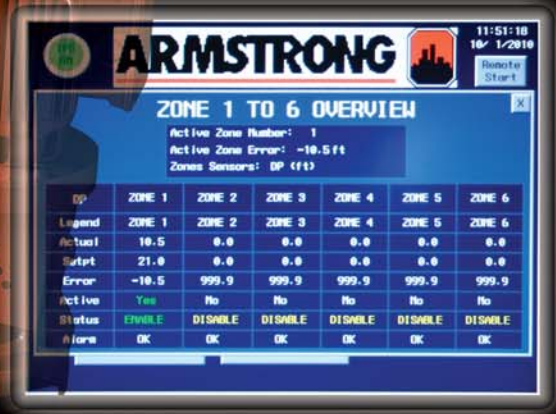 ARMSTRONG
11:51:18
10/ 1/2010
Remote
Start
ZONE 1 TO 6 OVERVIEW
X
Active Zone Number: 1
Active Zone Error: -10.5 ft
Zones Sensors: DP (ft)
DP ZONE 1 ZONE 2 ZONE 3 ZONE 4 ZONE 5 ZONE 6
Legend ZONE 1 ZONE 2 ZONE 3 ZONE 4 ZONE 5 ZONE 6
Actual 10.5 0.0 0.0 0.0 0.0 0.0
Setpt 21.0 0.0 0.0 0.0 0.0 0.0
Error -10.5 999.9 999.9 999.9 999.9 999.9
Active Yes No No No No No
Status ENABLE DISABLE DISABLE DISABLE DISABLE DISABLE
Alarm OK OK OK OK OK OK